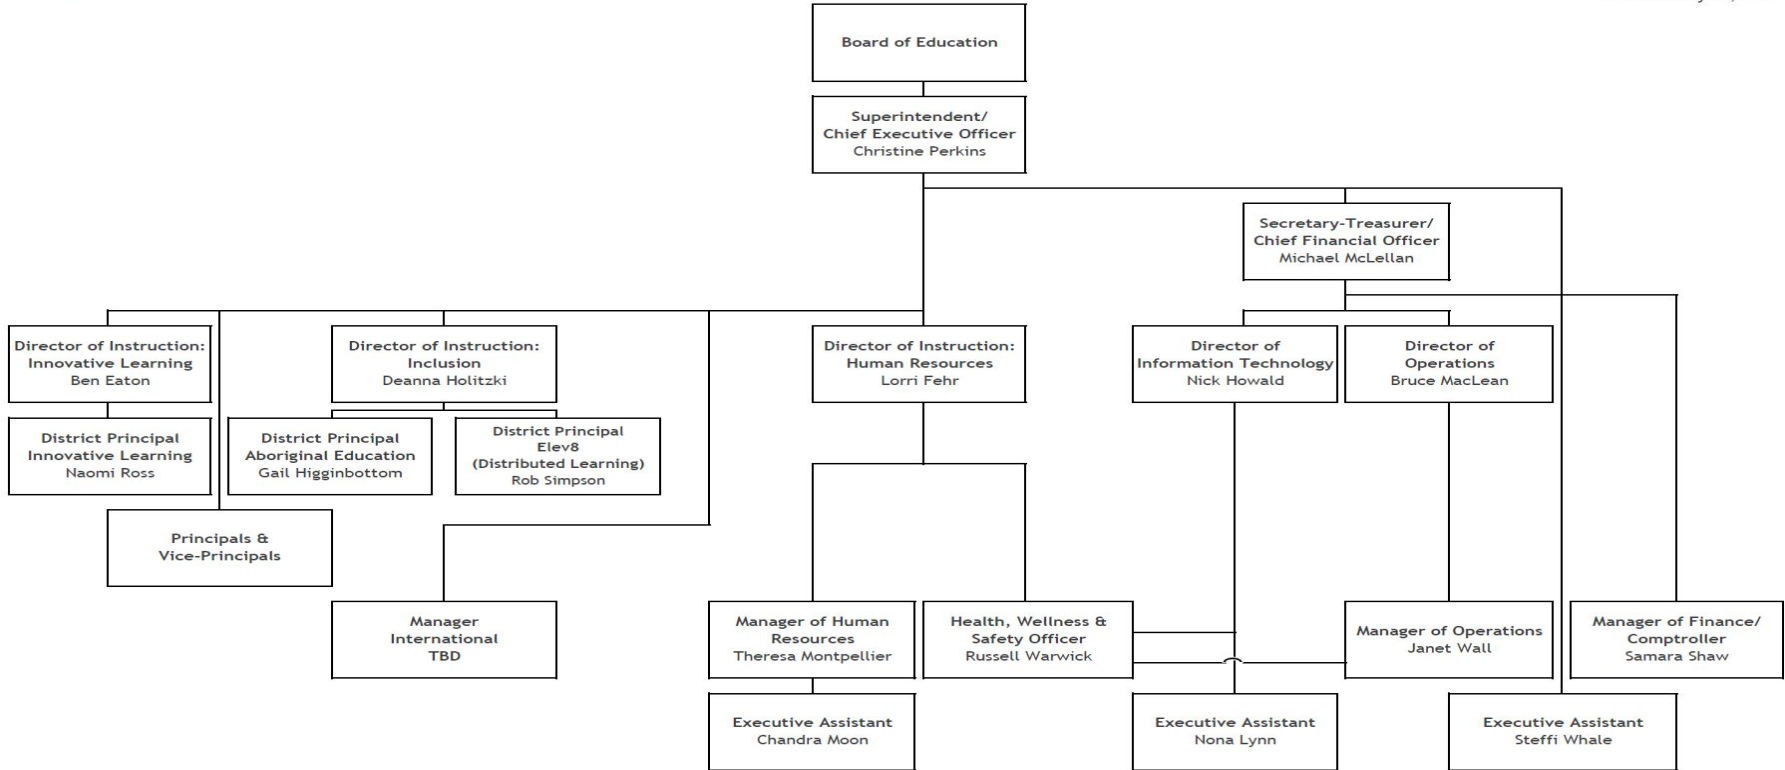 Board of Education
Superintendent/
Chief Executive Officer
Christine Perkins
Secretary-Treasurer/
Chief Financial Officer
Michael McLellan
Director of Instruction:
Innovative Learning
Ben Eaton
Director of Instruction:
Inclusion
Deanna Holitzki
Director of Instruction:
Human Resources
Lorri Fehr
Director of
Information Technology
Nick Howald
Director of
Operations
Bruce MacLean
District Principal
Innovative Learning
Naomi Ross
District Principal
Aboriginal Education
Gail Higginbottom
District Principal
Elev8
(Distributed Learning)
Rob Simpson
Principals &
Vice-Principals
Manager
International
TBD
Manager of Human
Resources
Theresa Montpellier
Health, Wellness &
Safety Officer
Russell Warwick
Manager of Operations
Janet Wall
Manager of Finance/
Comptroller
Samara Shaw
Executive Assistant
Chandra Moon
Executive Assistant
Nona Lynn
Executive Assistant
Steffi Whale